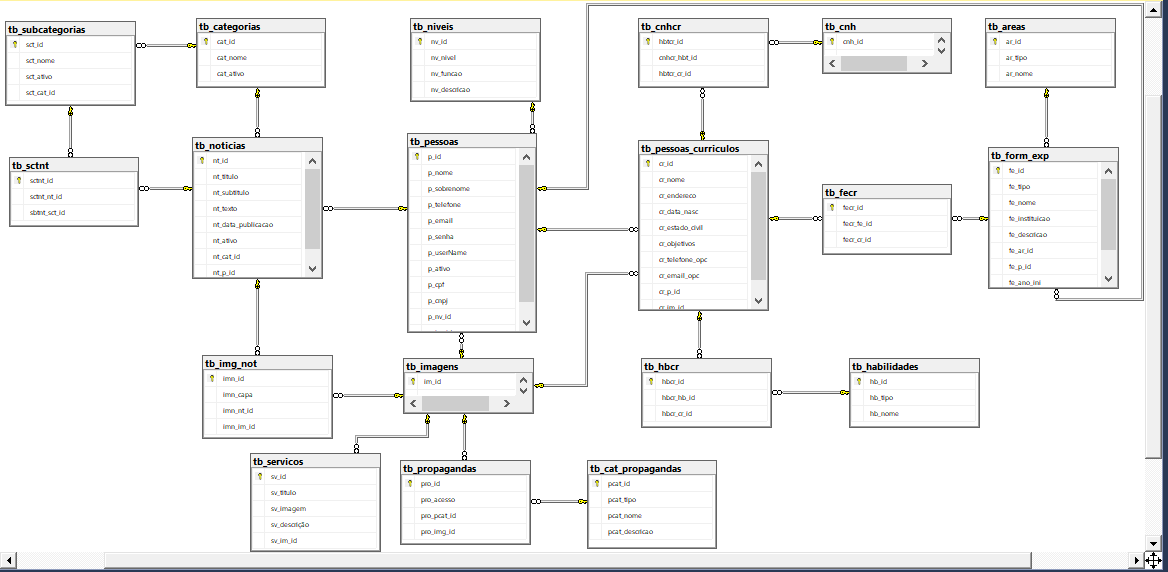 tb_subcategorias
sct_id
sct_nome
sct_ativo
sct_cat_id
tb_categorias
cat_id
cat_nome
cat_ativo
tb_niveis
nv_id
nv_nivel
nv_funcao
nv_descricao
tb_cnhcr
hbtcr_id
cnhcr_hbt_id
hbtcr_cr_id
tb_cnh
cnh_id
tb_areas
ar_id
ar_tipo
ar_nome
tb_sctnt
sctnt_id
sctnt_nt_id
sbtnt_sct_id
tb_noticias
nt_id
nt_titulo
nt_subtitulo
nt_texto
nt_data_publicacao
nt_ativo
nt_cat_id
nt_p_id
tb_pessoas
p_id
p_nome
p_sobrenome
p_telefone
p_email
p_senha
p_userName
p_ativo
p_cpf
p_cnpj
p_nv_id
tb_pessoas_curriculos
cr_id
cr_nome
cr_endereco
cr_data_nasc
cr_estado_civil
cr_objetivos
cr_telefone_opc
cr_email_opc
cr_p_id
cr_im_id
tb_fecr
fecr_id
fecr_fe_id
fecr_cr_id
tb_form_exp
fe_id
fe_tipo
fe_nome
fe_instituicao
fe_descricao
fe_ar_id
fe_p_id
fe_ano_ini
tb_img_not
imn_id
imn_capa
imn_nt_id
imn_im_id
tb_imagens
im_id
tb_hbcr
hbcr_id
hbcr_hb_id
hbcr_cr_id
tb_habilidades
hb_id
hb_tipo
hb_nome
tb_servicos
sv_id
sv_titulo
sv_imagem
sv_descrição
sv_im_id
tb_propagandas
pro_id
pro_acesso
pro_pcat_id
pro_img_id
tb_cat_propagandas
pcat_id
pcat_tipo
pcat_nome
pcat_descricao